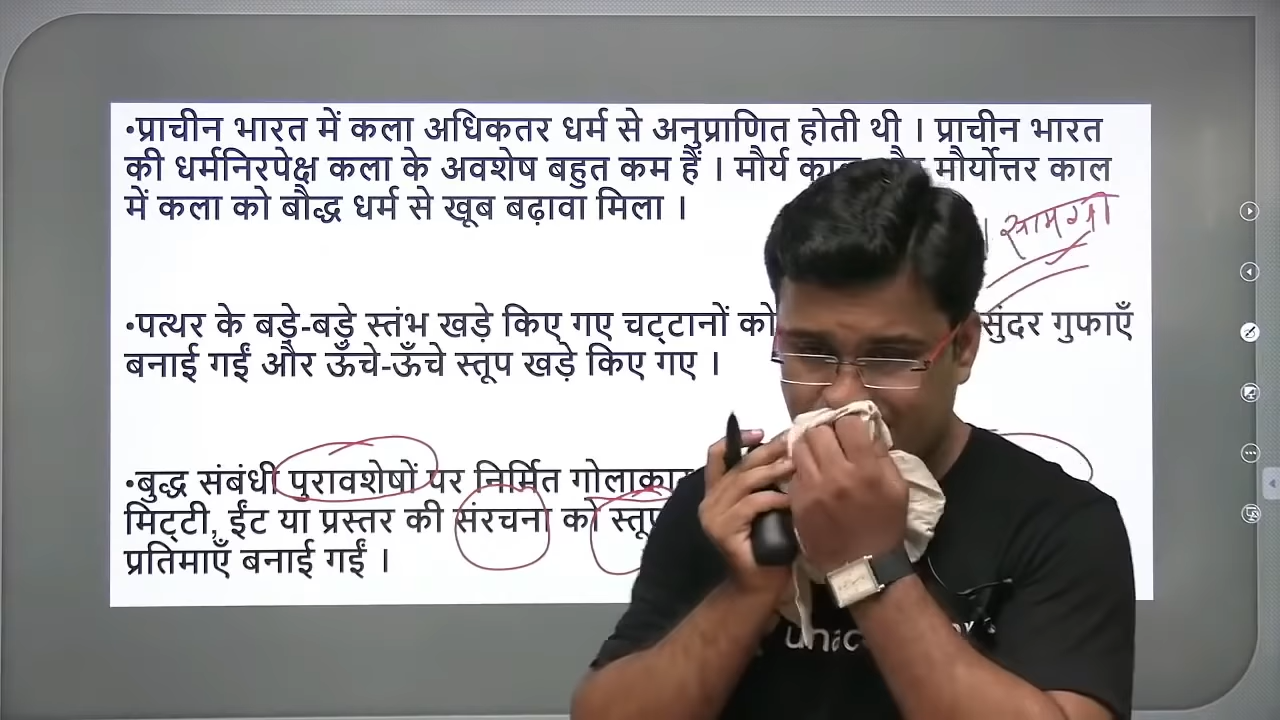 •प्राचीन भारत में कला अधिकतर धर्म से अनुप्राणित होती थी । प्राचीन भारत
की धर्मनिरपेक्ष कला के अवशेष बहुत कम हैं । मौर्य मौर्योत्तर काल
में कला को बौद्ध धर्म से खूब बढ़ावा मिला ।
सामग्री
•पत्थर के बड़े-बड़े स्तंभ खड़े किए गए चट्टानों को सुंदर गुफाएँ
बनाई गईं और ऊँचे-ऊँचे स्तूप खड़े किए गए ।
•बुद्ध संबंधी पुरावशेषों पर निर्मित
मिट्टी, ईंट या प्रस्तर की संरचना को
प्रतिमाएँ बनाई गईं ।